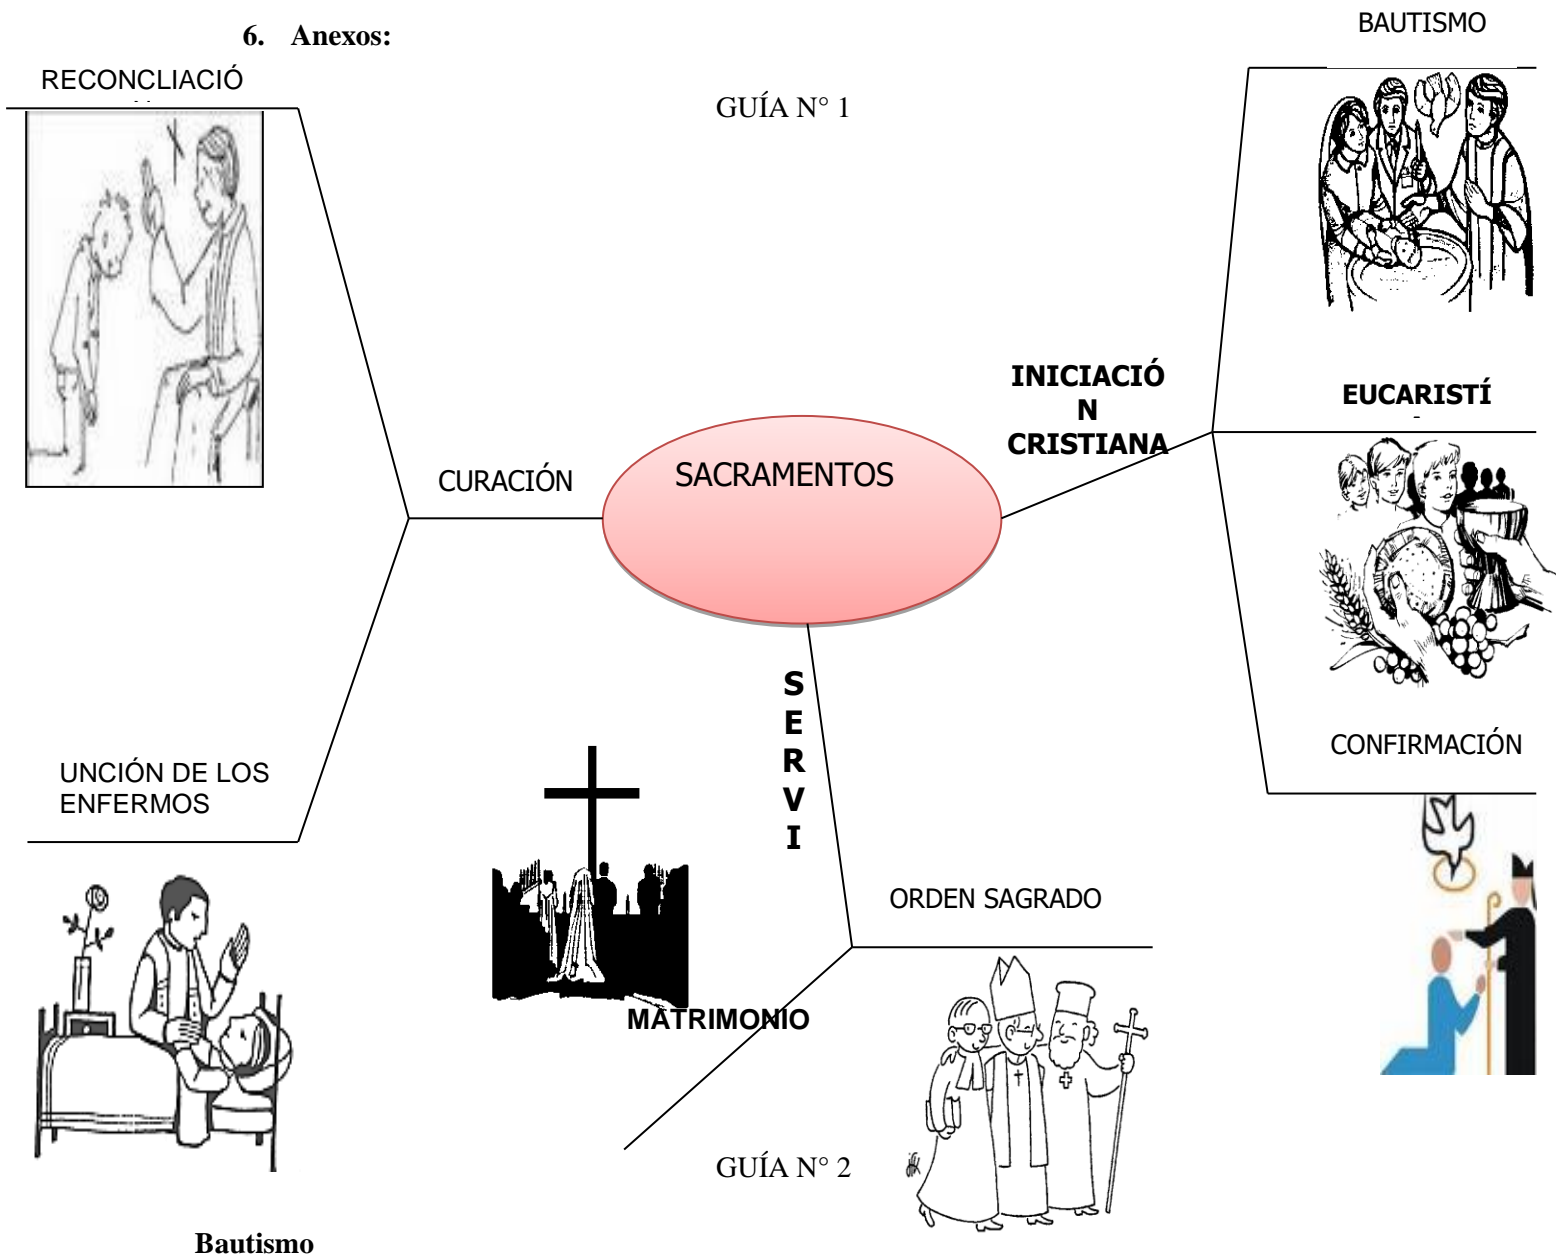 6. Anexos:
BAUTISMO
RECONCLIACIÓ
GUÍA N° 1
INICIACIÓ
N
CRISTIANA
EUCARISTÍ
CURACIÓN
SACRAMENTOS
S
E
R
V
I
UNCIÓN DE LOS
ENFERMOS
CONFIRMACIÓN
ORDEN SAGRADO
MATRIMONIO
GUÍA N° 2
Bautismo